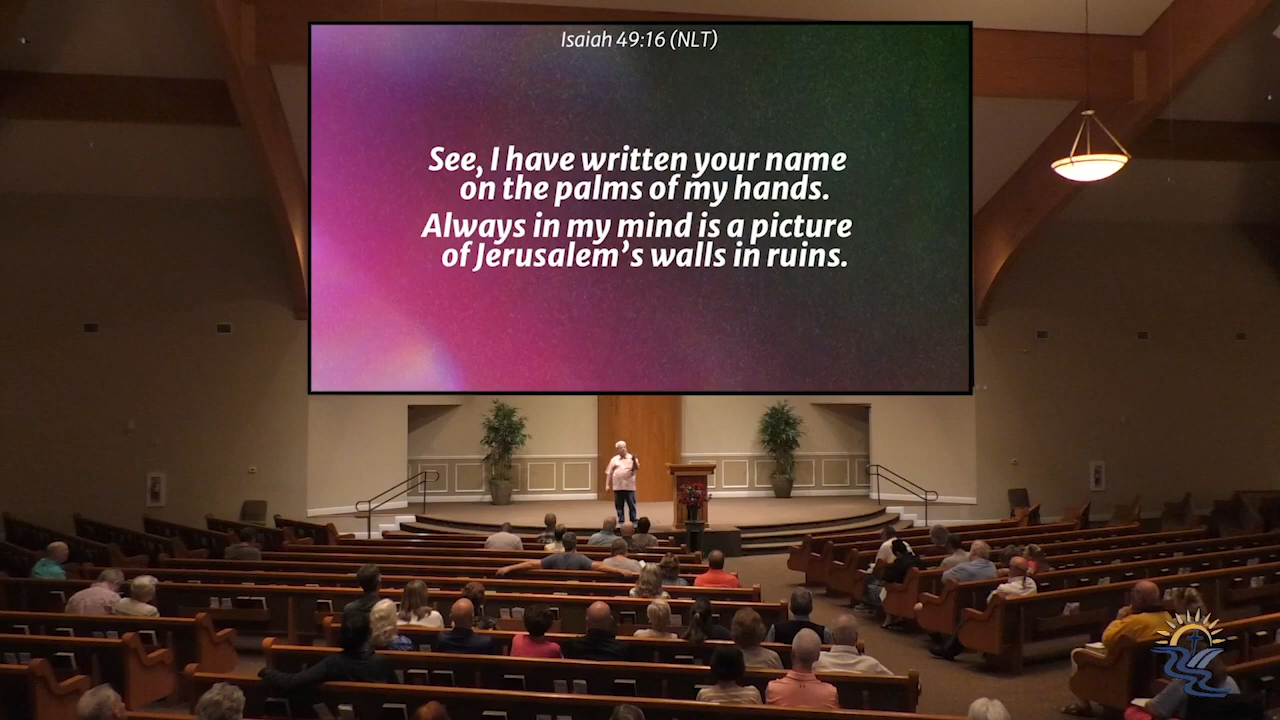 Isaiah 49:16 (NLT)
See, I have written your name
on the palms of my hands.
Always in my mind is a picture
of Jerusalem’s walls in ruins.